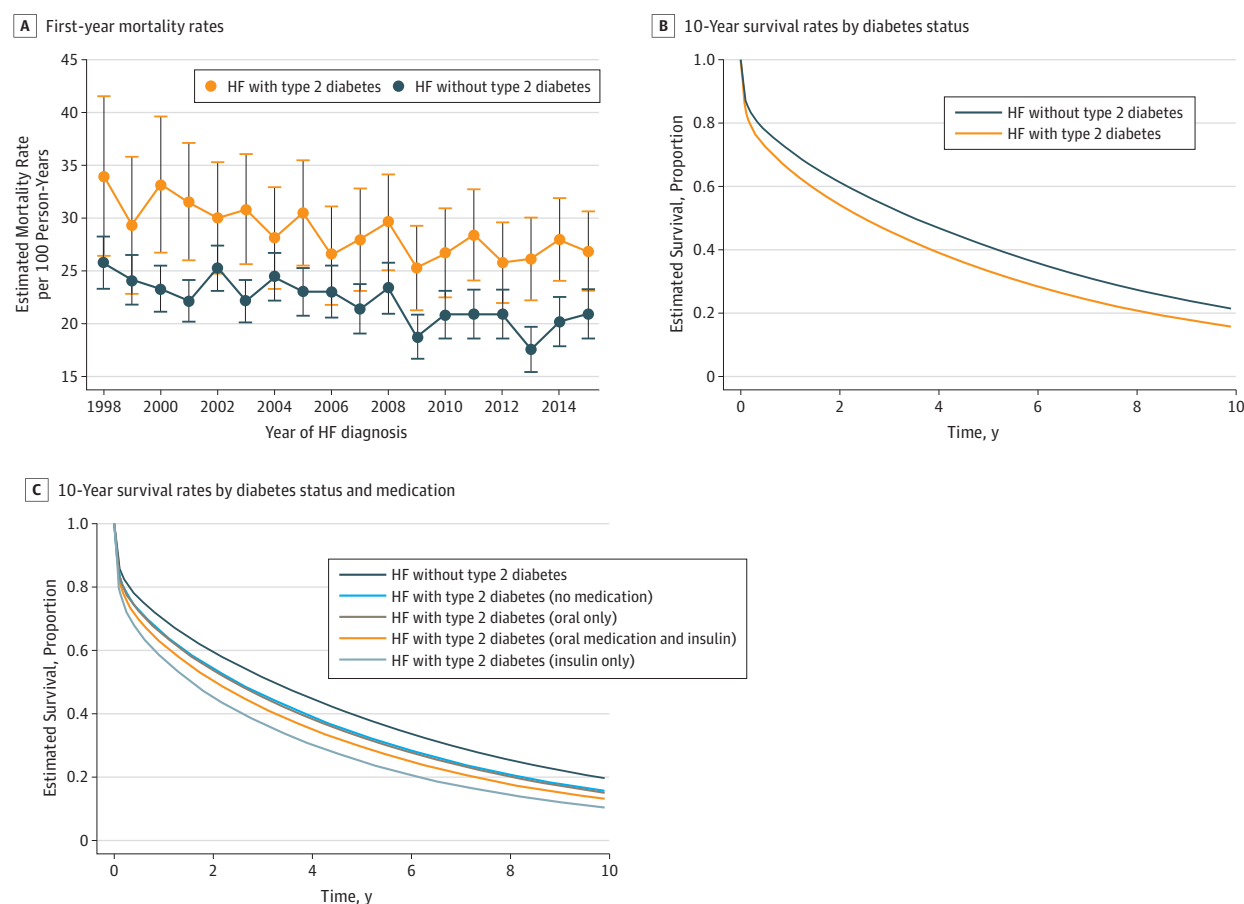 A First-year mortality rates
45
40
35
30
25
20
15
Estimated Mortality Rate
per 100 Person-Years
HF with type 2 diabetes HF without type 2 diabetes
1998 2000 2002 2004 2006 2008 2010 2012 2014
Year of HF diagnosis
B 10-Year survival rates by diabetes status
1.0
0.8
0.6
0.4
0.2
0
Estimated Survival, Proportion
HF without type 2 diabetes
HF with type 2 diabetes
0 2 4 6 8 10
Time, y
C 10-Year survival rates by diabetes status and medication
1.0
0.8
0.6
0.4
0.2
0
Estimated Survival, Proportion
HF without type 2 diabetes
HF with type 2 diabetes (no medication)
HF with type 2 diabetes (oral only)
HF with type 2 diabetes (oral medication and insulin)
HF with type 2 diabetes (insulin only)
0 2 4 6 8 10
Time, y